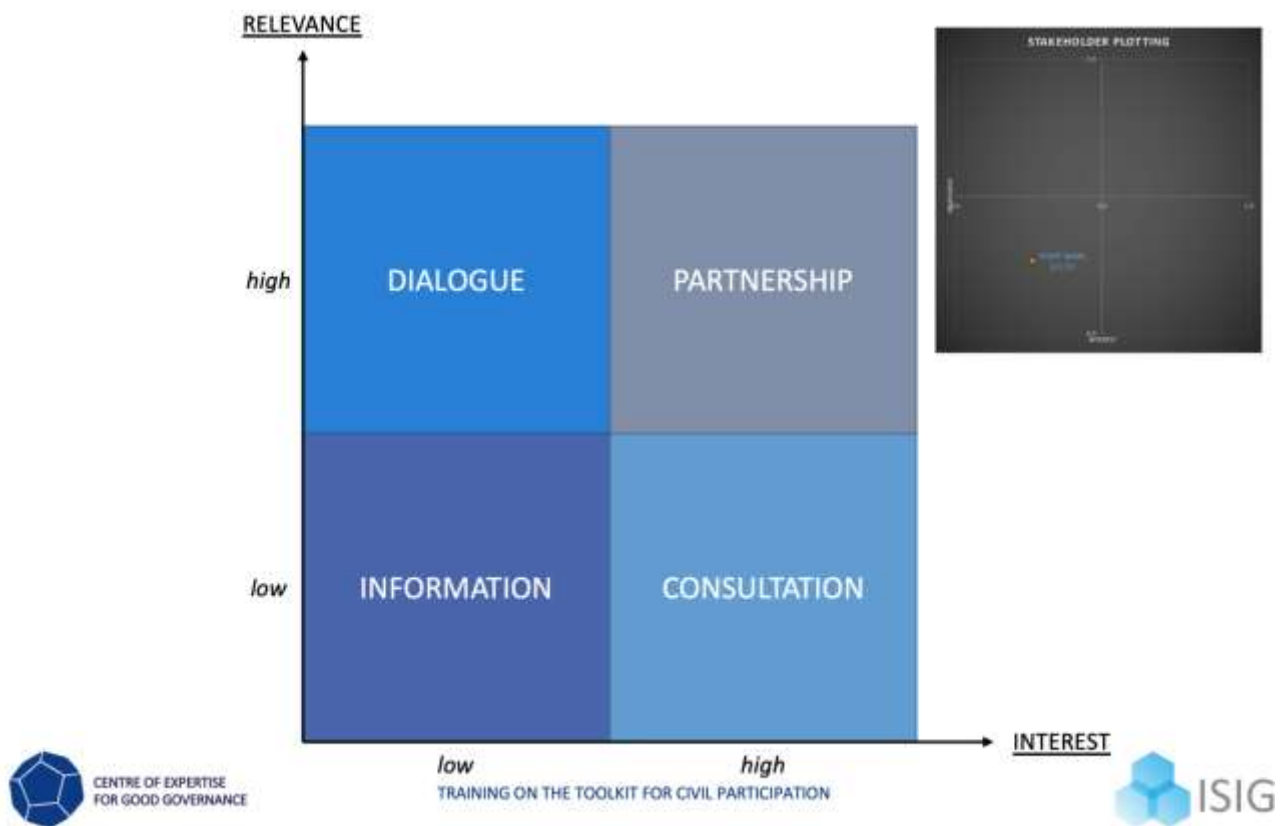 RELEVANCE
STAKEHOLDER PLOTTING
high
DIALOGUE
PARTNERSHIP
low
INFORMATION
CONSULTATION
INTEREST
low
high
CENTRE OF EXPERTISE
FOR GOOD GOVERNANCE
TRAINING ON THE TOOLKIT FOR CIVIL PARTICIPATION
ISIG